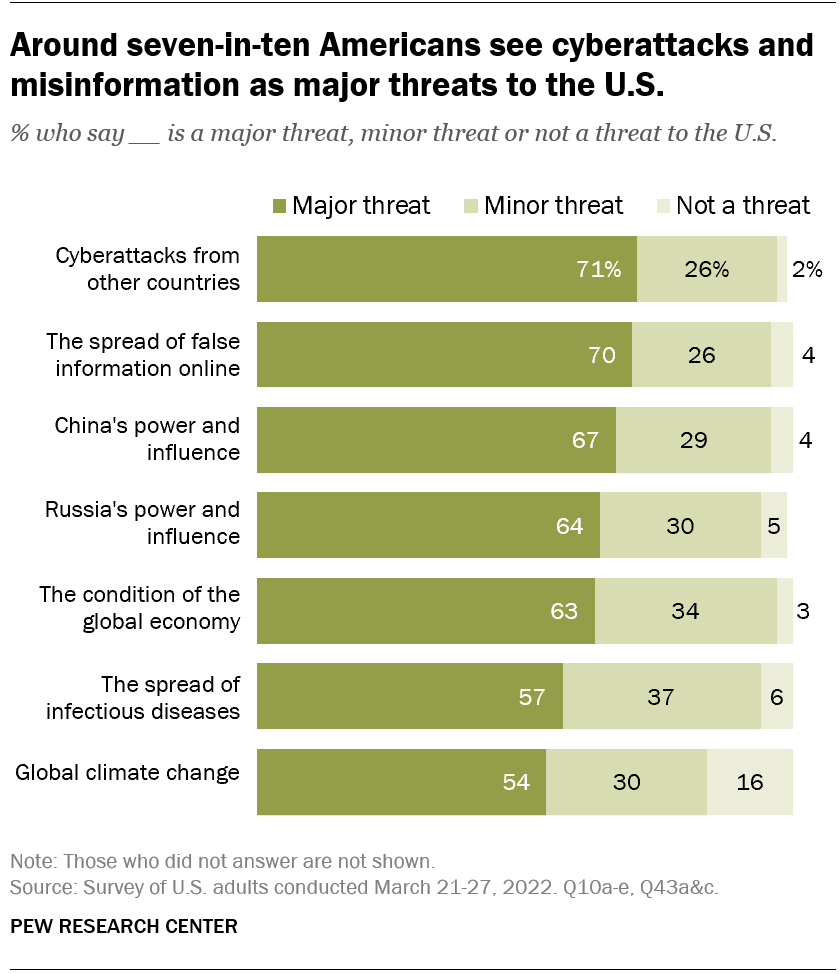 Around seven-in-ten Americans see cyberattacks and
misinformation as major threats to the U.S.
% who say __ is a major threat, minor threat or not a threat to the U.S.
Major threat Minor threat Not a threat
Cyberattacks from
other countries
71% 26% 2%
The spread of false
information online
70 26 4
China's power and
influence
67 29 4
Russia's power and
influence
64 30 5
The condition of the
global economy
63 34 3
The spread of
infectious diseases
57 37 6
Global climate change
54 30 16
Note: Those who did not answer are not shown.
Source: Survey of U.S. adults conducted March 21-27, 2022. Q10a-e, Q43a&c.
PEW RESEARCH CENTER